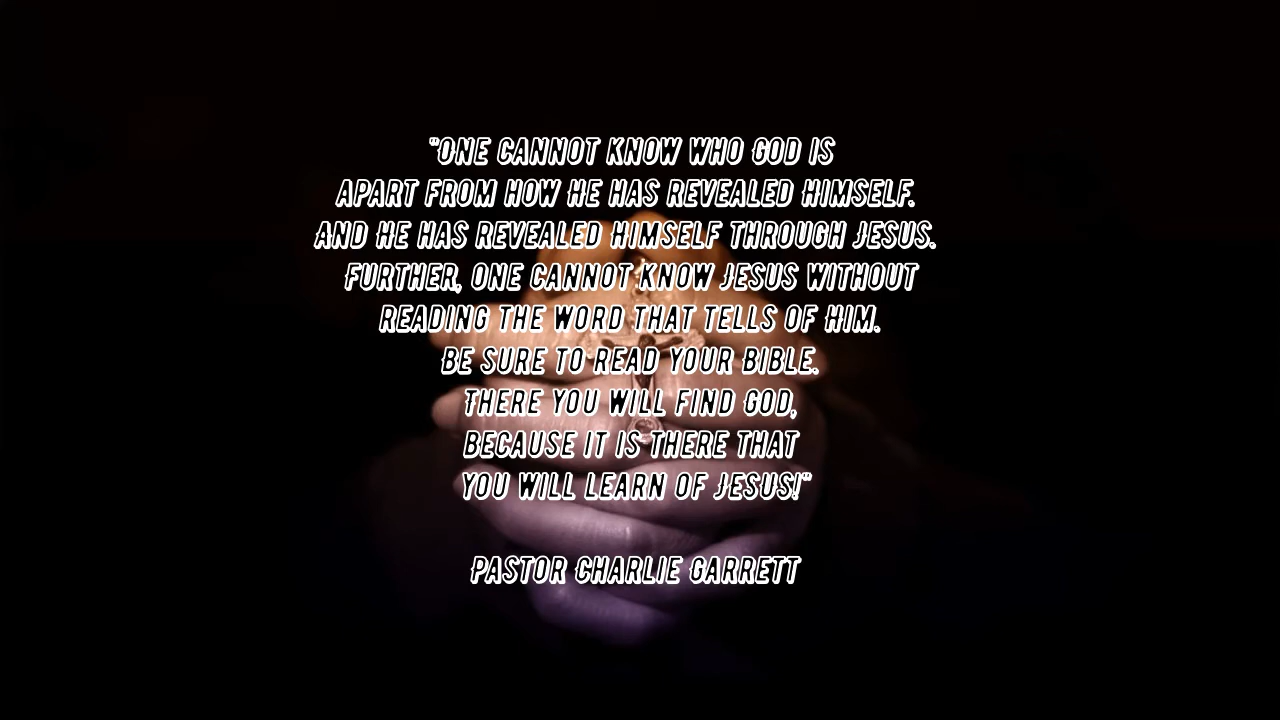 "ONE CANNOT KNOW WHO GOD IS
APART FROM HOW HE HAS REVEALED HIMSELF.
AND HE HAS REVEALED HIMSELF THROUGH JESUS.
FURTHER, ONE CANNOT KNOW JESUS WITHOUT
READING THE WORD THAT TELLS OF HIM.
BE SURE TO READ YOUR BIBLE.
THERE YOU WILL FIND GOD,
BECAUSE IT IS THERE THAT
YOU WILL LEARN OF JESUS!"
PASTOR CHARLIE GARRETT